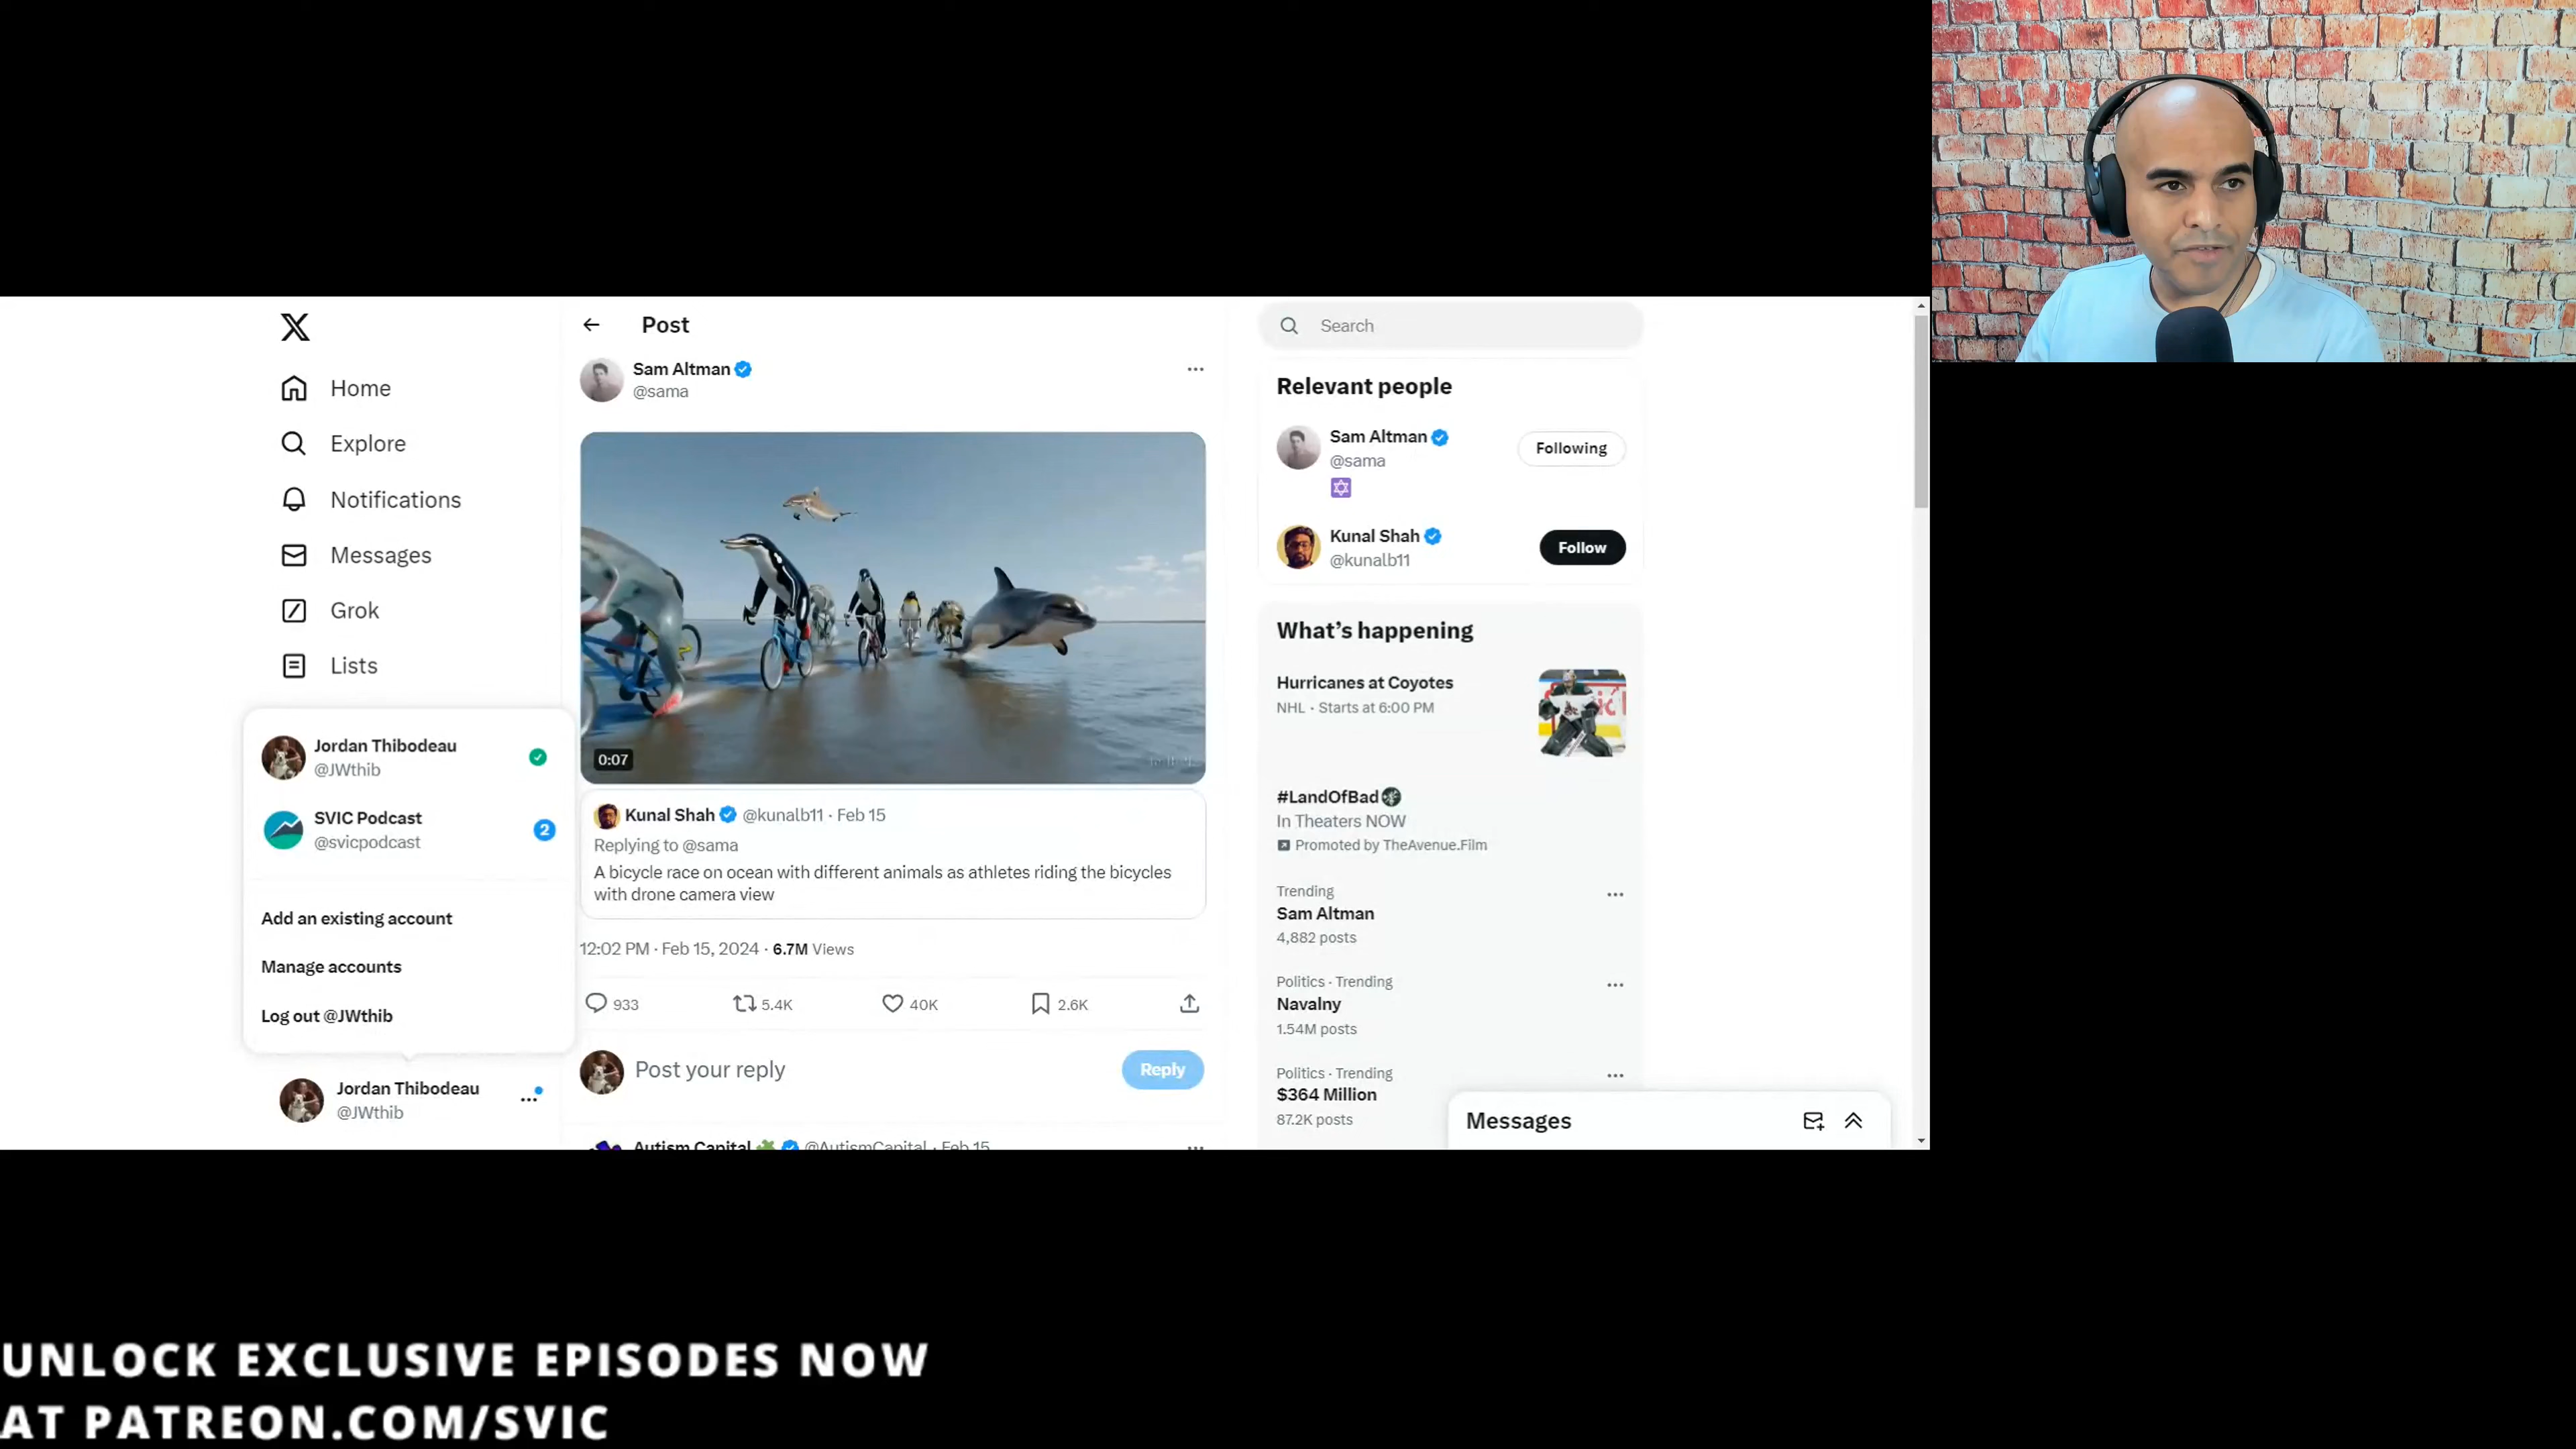 Post
Sam Altman
@sama
Home
Explore
Notifications
Messages
Grok
Lists
Jordan Thibodeau
@JWthib
SVIC Podcast
@svicpodcast
2
Add an existing account
Manage accounts
Log out @JWthib
Jordan Thibodeau
@JWthib
0:07
Kunal Shah @kunalb11 · Feb 15
Replying to @sama
A bicycle race on ocean with different animals as athletes riding the bicycles
with drone camera view
12:02 PM · Feb 15, 2024 · 6.7M Views
933 5.4K 40K 2.6K
Post your reply
Reply
Autism Capital @AutismCapital · Feb 15
Search
Relevant people
Sam Altman
@sama
Following
Kunal Shah
@kunalb11
Follow
What's happening
Hurricanes at Coyotes
NHL · Starts at 6:00 PM
#LandOfBad
In Theaters NOW
Promoted by TheAvenue.Film
Trending
Sam Altman
4,882 posts
Politics · Trending
Navalny
1.54M posts
Politics · Trending
$364 Million
87.2K posts
Messages
UNLOCK EXCLUSIVE EPISODES NOW
AT PATREON.COM/SVIC